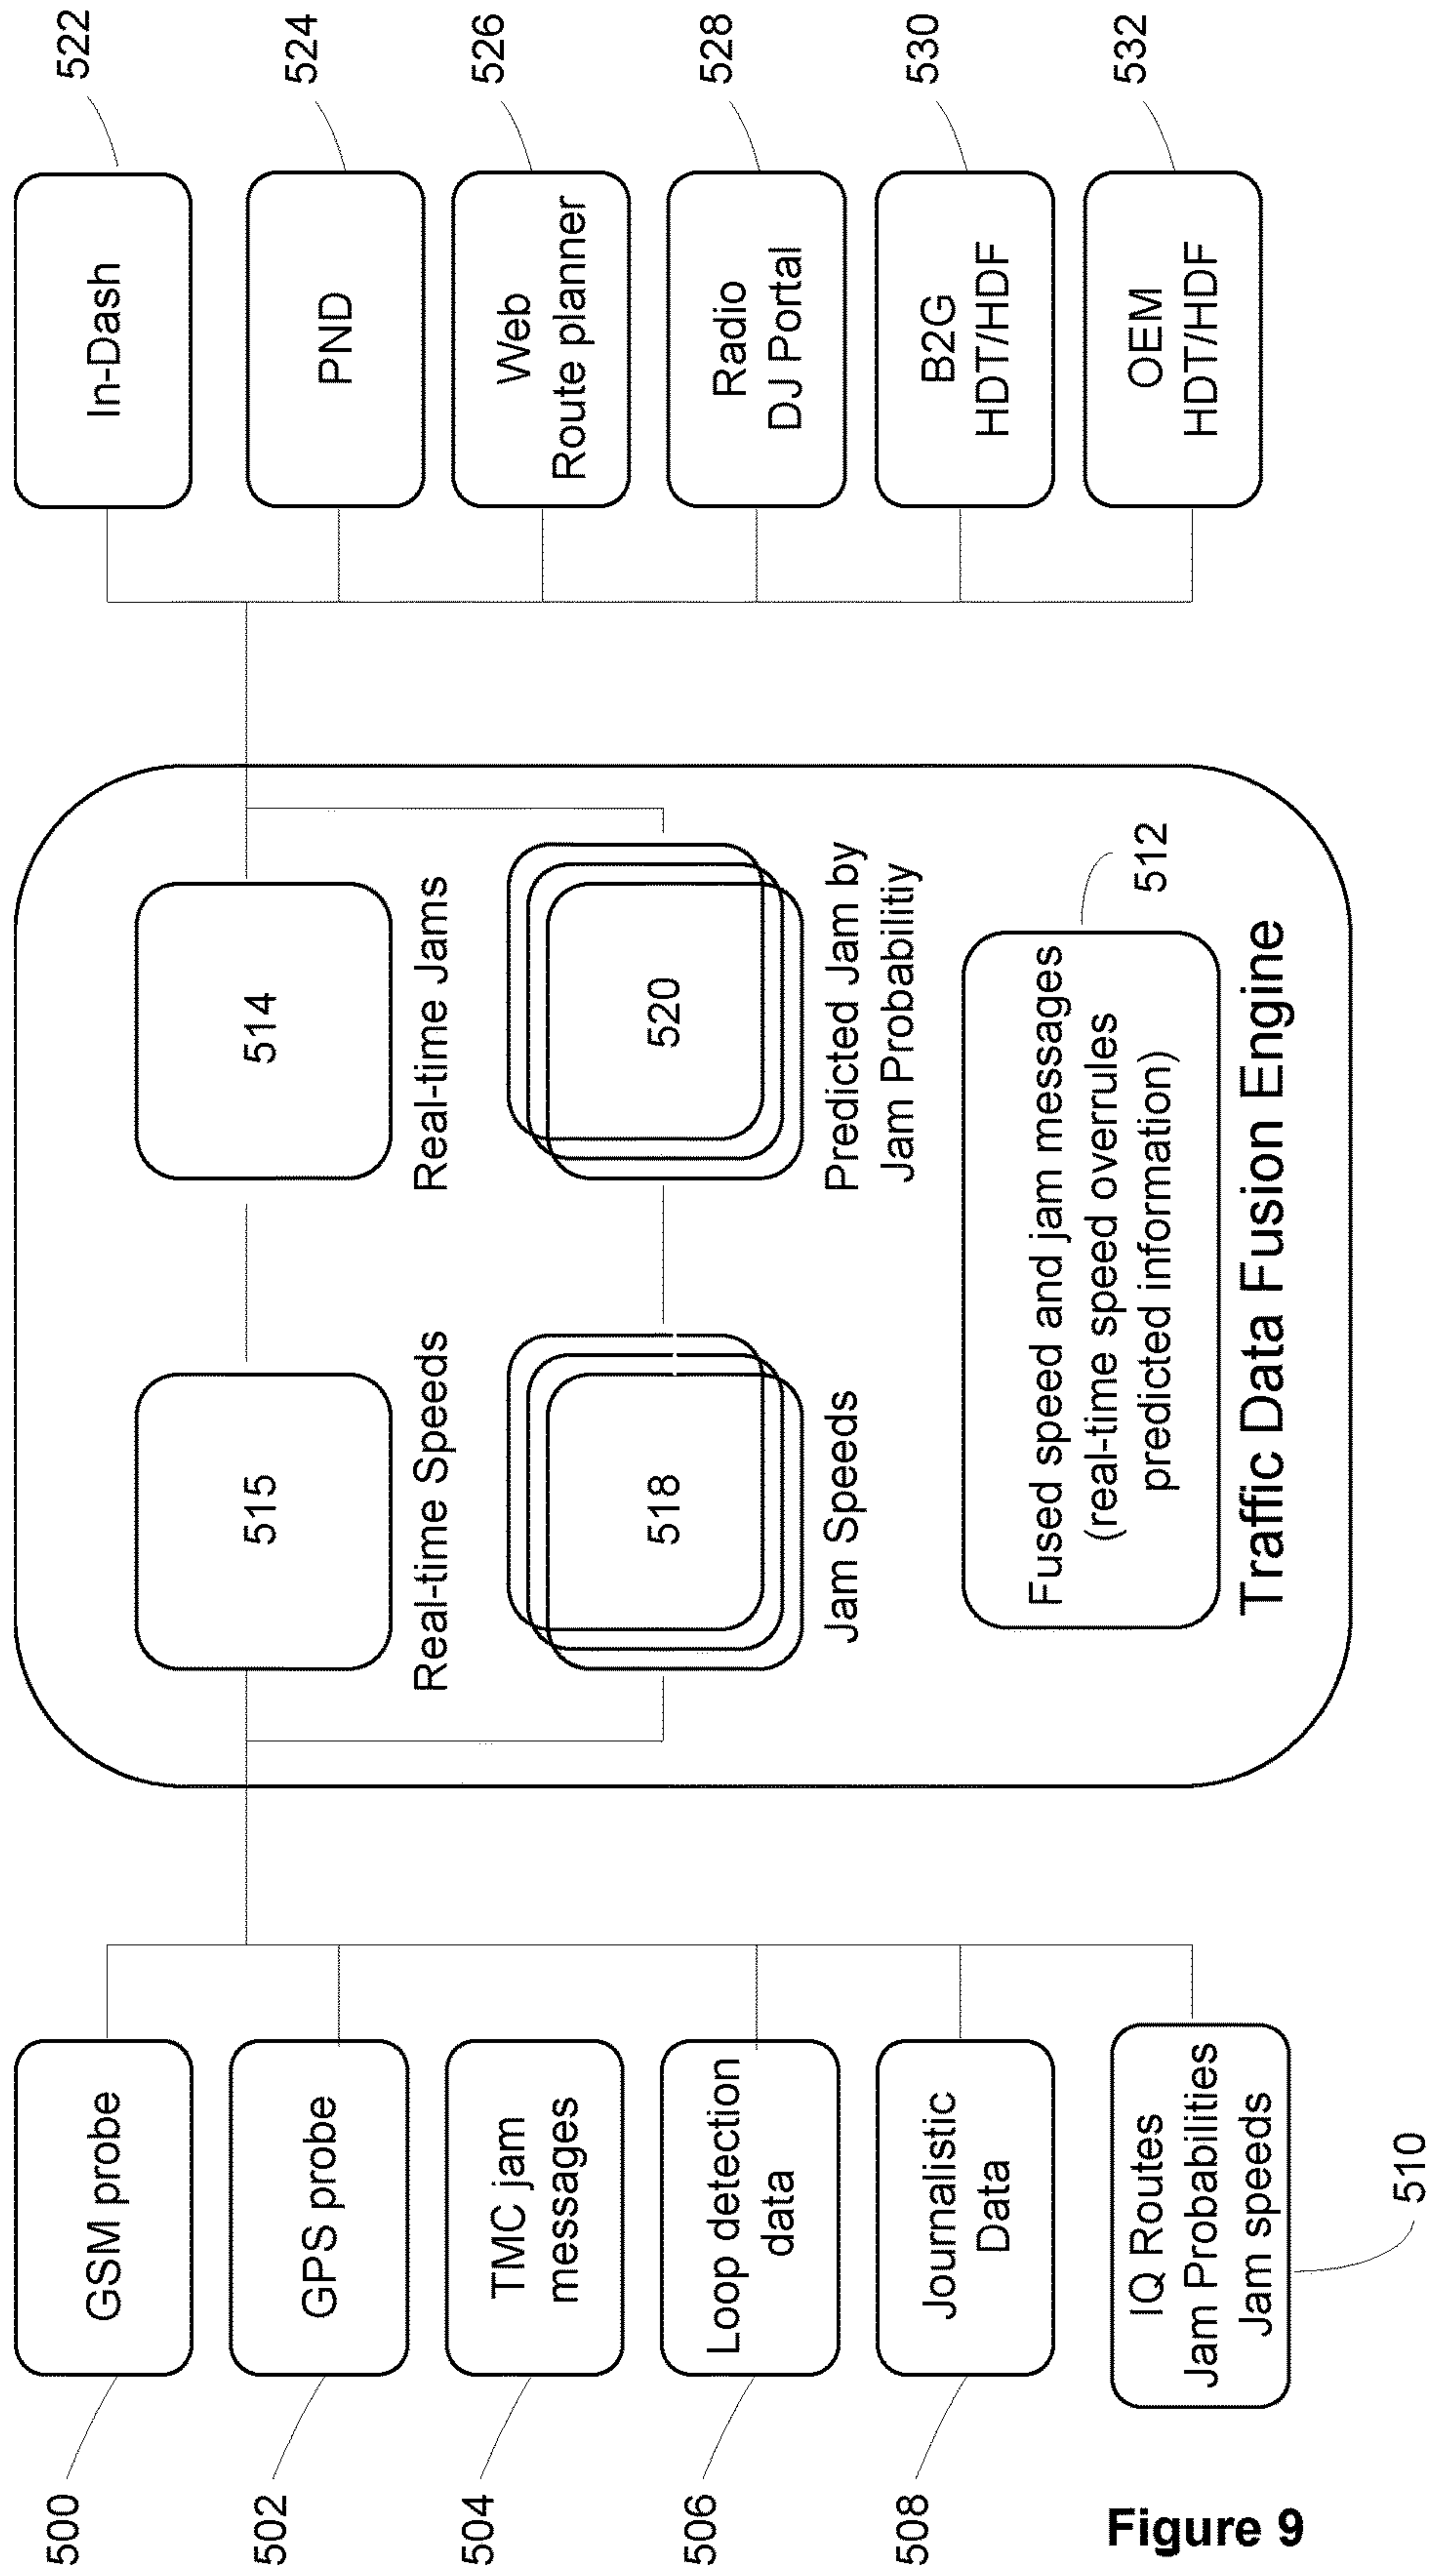 500
GSM probe
502
GPS probe
504
TMC jam
messages
506
Loop detection
data
508
Journalistic
Data
IQ Routes
Jam Probabilities
Jam speeds
510
515
Real-time Speeds
514
Real-time Jams
518
Jam Speeds
520
Predicted Jam by
Jam Probabilitiy
Fused speed and jam messages
(real-time speed overrules
predicted information)
512
Traffic Data Fusion Engine
In-Dash
522
PND
524
Web
Route planner
526
Radio
DJ Portal
528
B2G
HDT/HDF
530
OEM
HDT/HDF
532
Figure 9